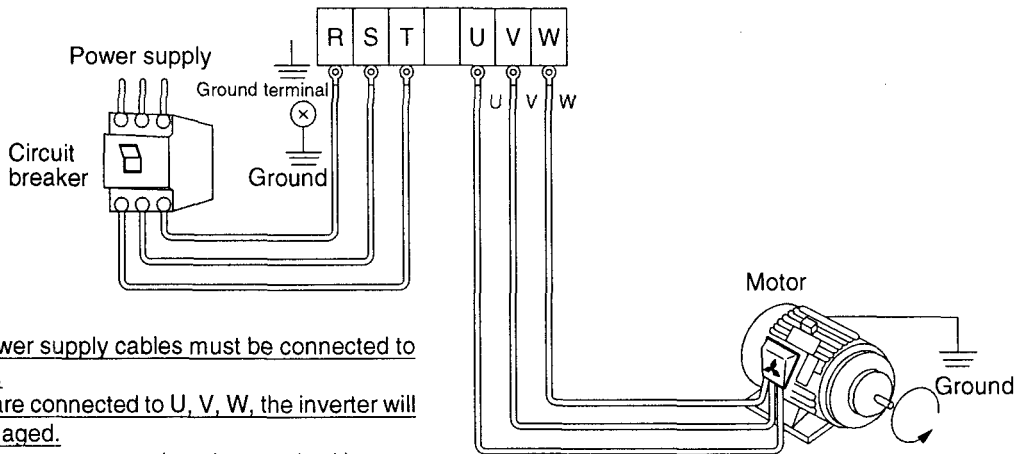 R S T U V W
Power supply
Ground terminal
U V W
Circuit
breaker
Ground
Motor
Ground
wer supply cables must be connected to
are connected to U, V, W, the inverter will
aged.